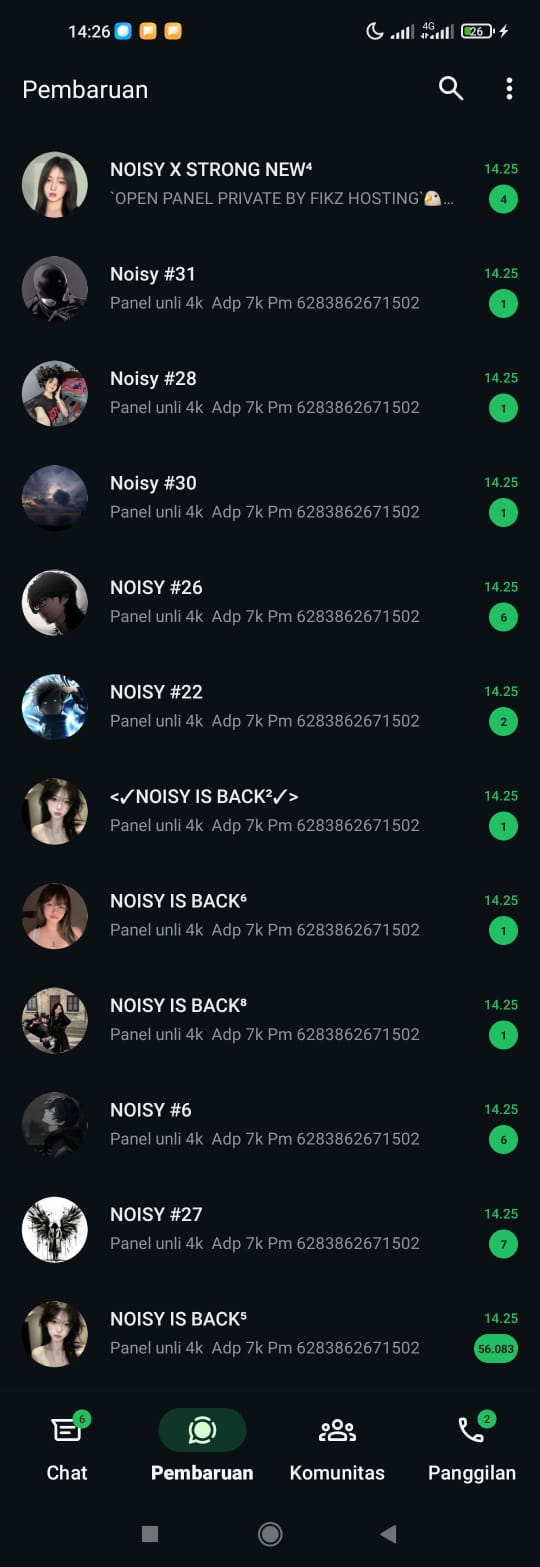 14:26
4G
26
Pembaruan
NOISY X STRONG NEW⁴
14.25
`OPEN PANEL PRIVATE BY FIKZ HOSTING`🐔...
4
Noisy #31
14.25
Panel unli 4k  Adp 7k Pm 6283862671502
1
Noisy #28
14.25
Panel unli 4k  Adp 7k Pm 6283862671502
1
Noisy #30
14.25
Panel unli 4k  Adp 7k Pm 6283862671502
1
NOISY #26
14.25
Panel unli 4k  Adp 7k Pm 6283862671502
6
NOISY #22
14.25
Panel unli 4k  Adp 7k Pm 6283862671502
2
<✓NOISY IS BACK²✓>
14.25
Panel unli 4k  Adp 7k Pm 6283862671502
1
NOISY IS BACK⁶
14.25
Panel unli 4k  Adp 7k Pm 6283862671502
1
NOISY IS BACK⁸
14.25
Panel unli 4k  Adp 7k Pm 6283862671502
1
NOISY #6
14.25
Panel unli 4k  Adp 7k Pm 6283862671502
6
NOISY #27
14.25
Panel unli 4k  Adp 7k Pm 6283862671502
7
NOISY IS BACK⁵
14.25
Panel unli 4k  Adp 7k Pm 6283862671502
56.083
6
2
Chat
Pembaruan
Komunitas
Panggilan